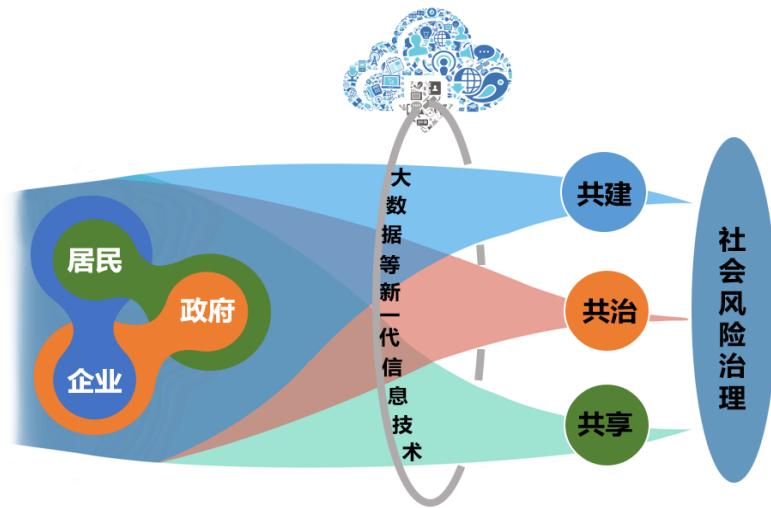 居民
政府
企业
大数据等新一代信息技术
共建
共治
共享
社会风险治理